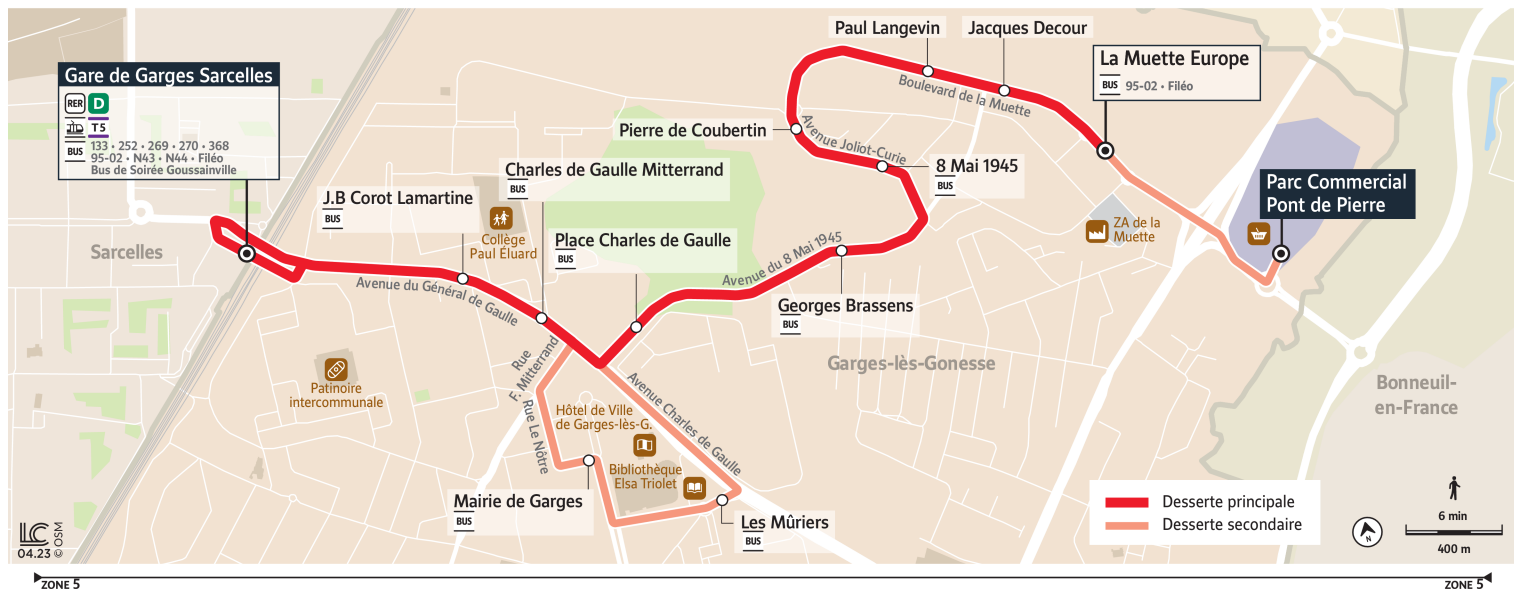 Paul Langevin
Jacques Decour
La Muette Europe
BUS 95-02 • Filéo
Gare de Garges Sarcelles
RER D
T5
BUS 133 • 252 • 269 • 270 • 368
95-02 • N43 • N44 • Filéo
Bus de Soirée Goussainville
Boulevard de la Muette
Pierre de Coubertin
Avenue Joliot-Curie
8 Mai 1945
BUS
Charles de Gaulle Mitterrand
BUS
J.B Corot Lamartine
BUS
Parc Commercial
Pont de Pierre
Collège
Paul Éluard
ZA de la
Muette
Place Charles de Gaulle
BUS
Sarcelles
Avenue du 8 Mai 1945
Avenue du Général de Gaulle
Georges Brassens
BUS
Rue
F. Mitterrand
Garges-lès-Gonesse
Patinoire
intercommunale
Avenue Charles de Gaulle
Bonneuil-
en-France
Rue Le Nôtre
Hôtel de Ville
de Garges-lès-G.
Bibliothèque
Elsa Triolet
Mairie de Garges
BUS
Les Mûriers
BUS
Desserte principale
Desserte secondaire
N
6 min
400 m
LC
04.23 © OSM
ZONE 5
ZONE 5